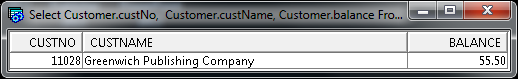 Select Customer.custNo, Customer.custName, Customer.balance Fro...
CUSTNO CUSTNAME BALANCE
11028 Greenwich Publishing Company 55.50